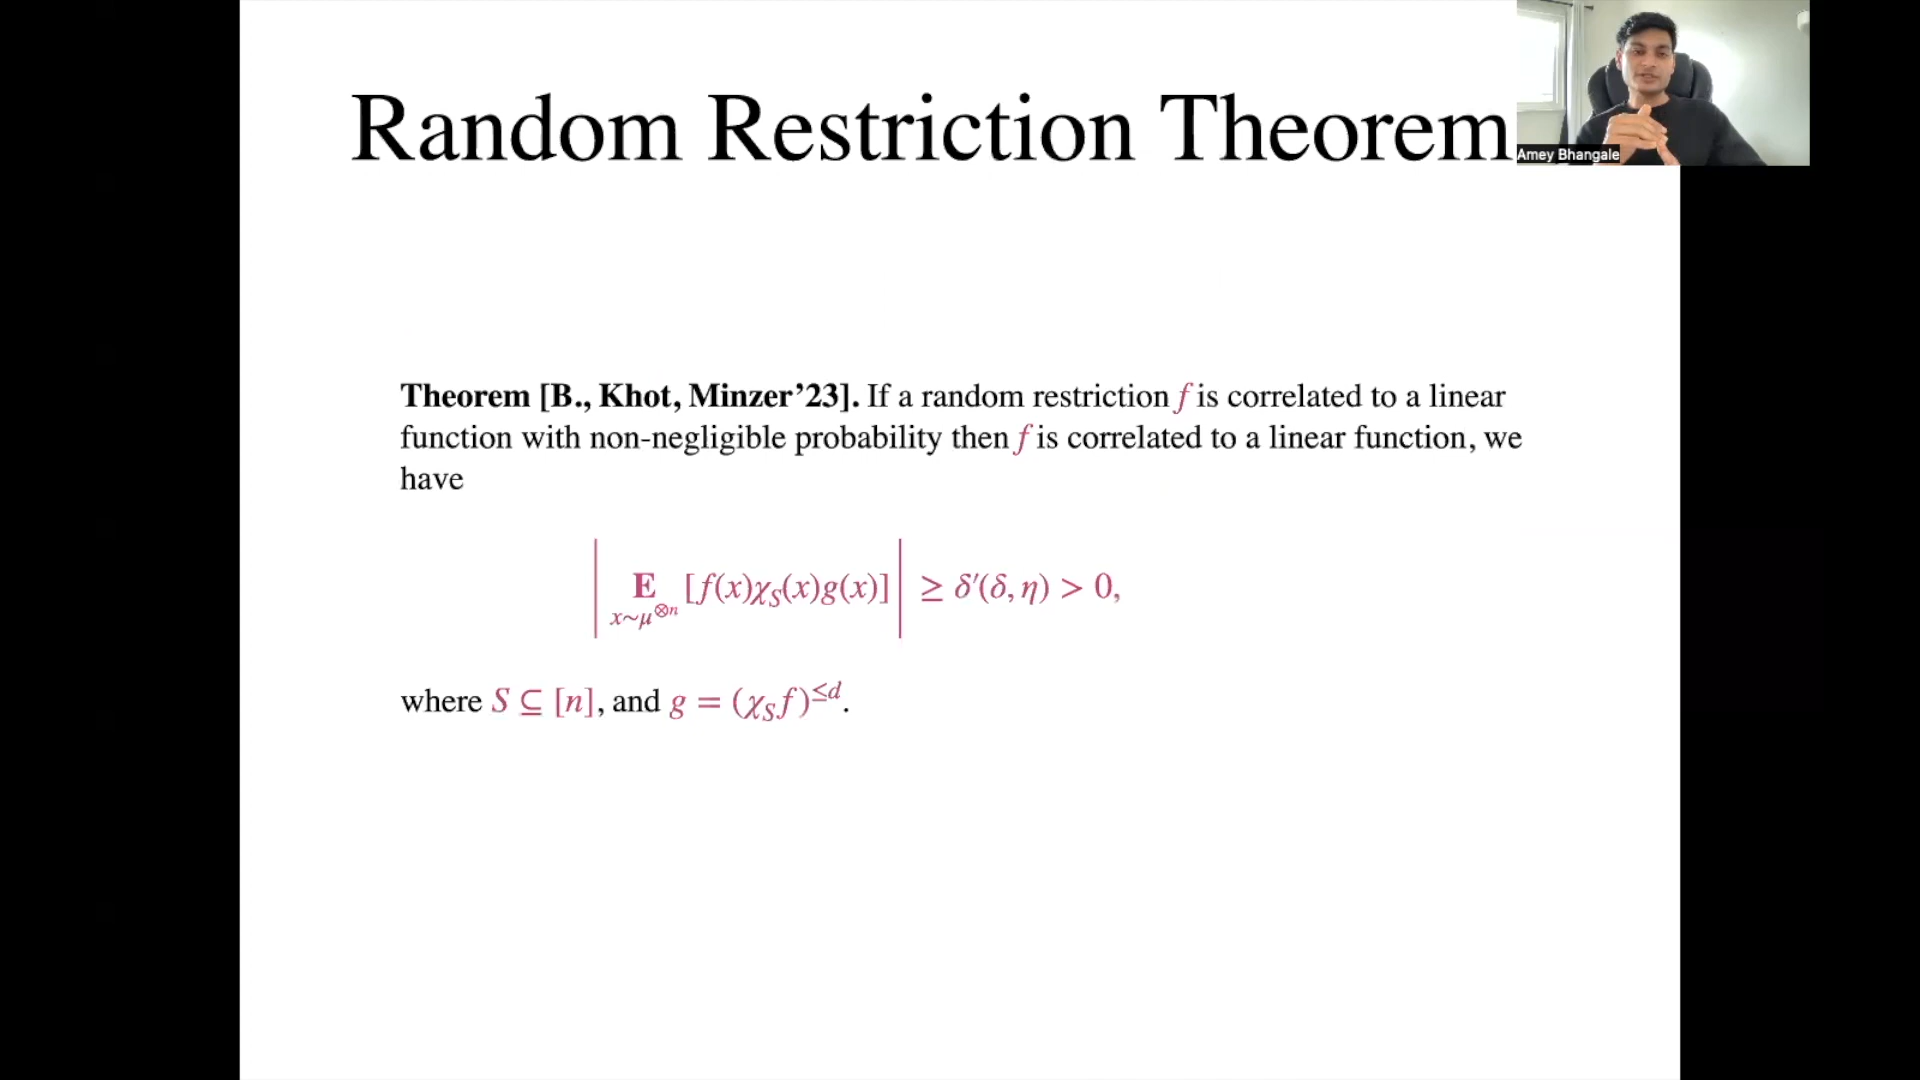 Random Restriction Theorem
Amey Bhangale
Theorem [B., Khot, Minzer’23]. If a random restriction f is correlated to a linear
function with non-negligible probability then f is correlated to a linear function, we
have
| E_{x∼μ^{⊗n}} [f(x)χ_S(x)g(x)] | ≥ δ′(δ, η) > 0,
where S ⊆ [n], and g = (χ_S f)^{≤d}.